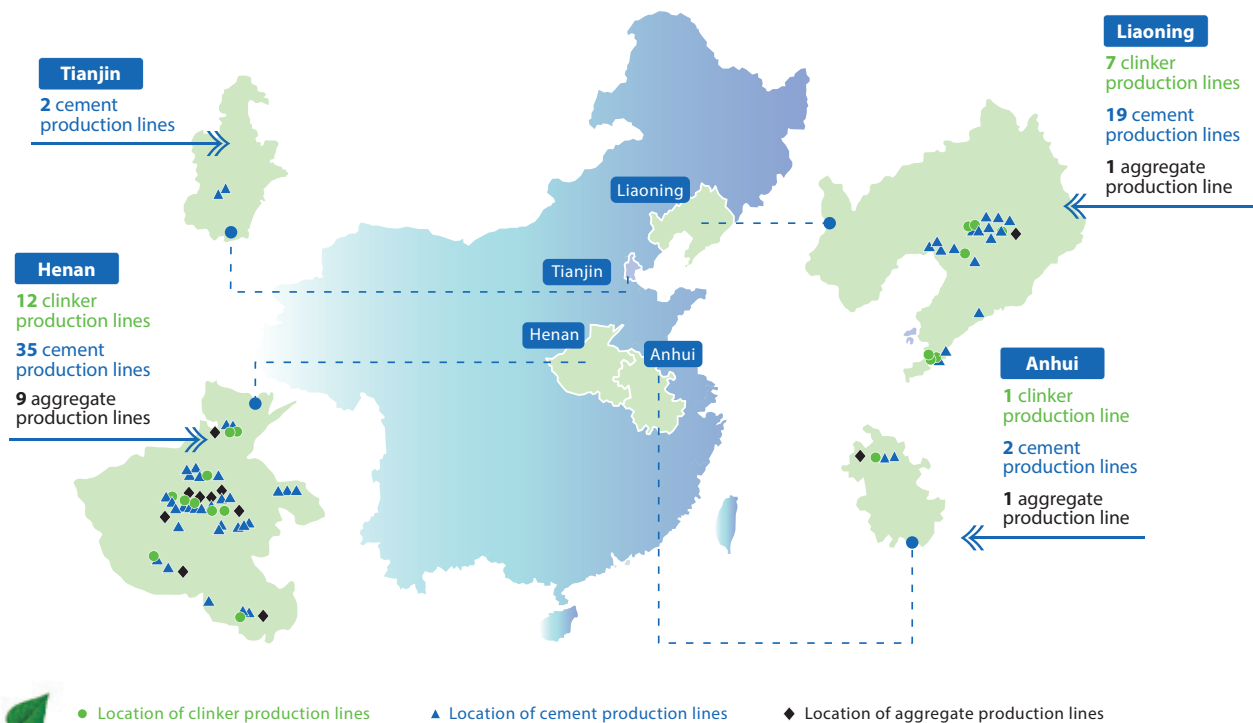 Tianjin
2 cement
production lines
Henan
12 clinker
production lines
35 cement
production lines
9 aggregate
production lines
Liaoning
Tianjin
Henan
Anhui
Liaoning
7 clinker
production lines
19 cement
production lines
1 aggregate
production line
Anhui
1 clinker
production line
2 cement
production lines
1 aggregate
production line
Location of clinker production lines
Location of cement production lines
Location of aggregate production lines